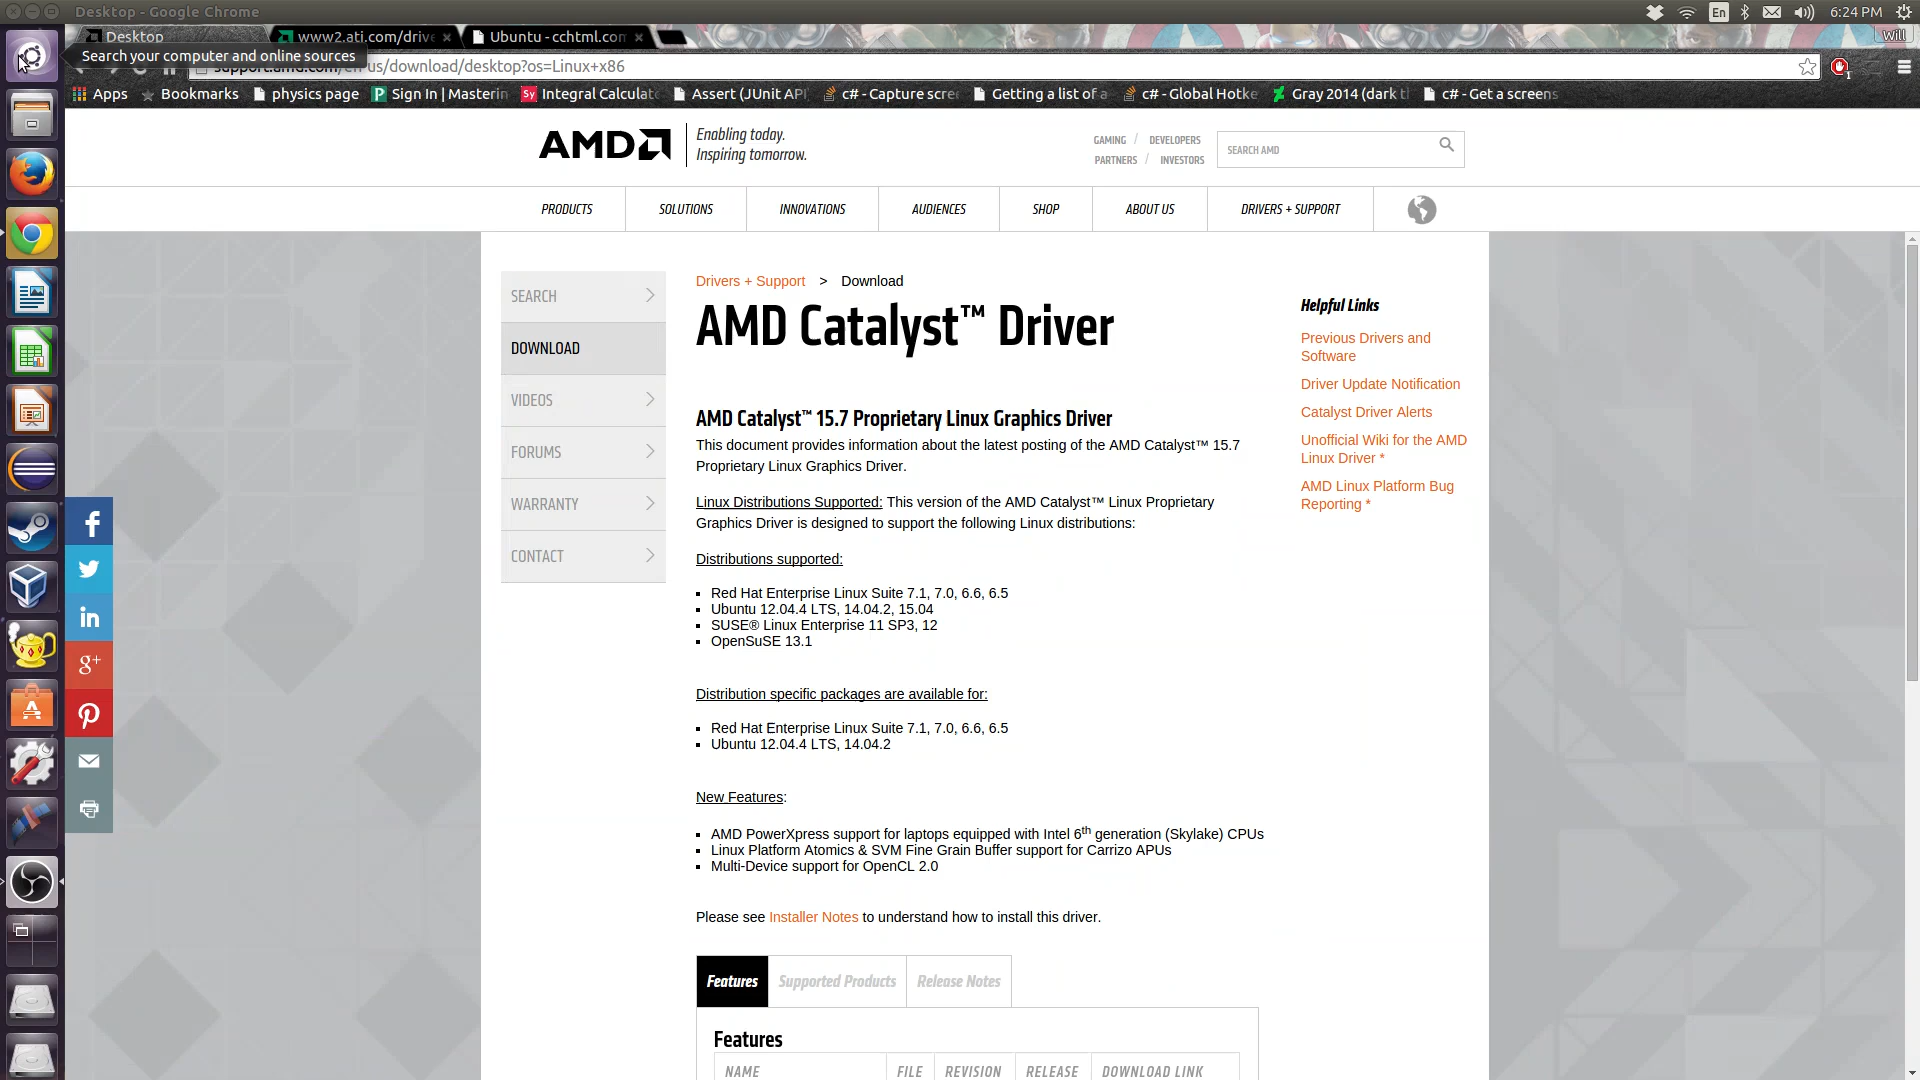 Desktop - Google Chrome
En
6:24 PM
Desktop
www2.ati.com/drive
Ubuntu - cchtml.com
Will
Search your computer and online sources
support.amd.com/en-us/download/desktop?os=Linux+x86
Apps
Bookmarks
physics page
Sign In | Masterin
Integral Calculato
Assert (JUnit API
c# - Capture scree
Getting a list of a
c# - Global Hotke
Gray 2014 (dark t
c# - Get a screens
AMD
Enabling today.
Inspiring tomorrow.
GAMING / DEVELOPERS
PARTNERS / INVESTORS
SEARCH AMD
PRODUCTS
SOLUTIONS
INNOVATIONS
AUDIENCES
SHOP
ABOUT US
DRIVERS + SUPPORT
SEARCH
DOWNLOAD
VIDEOS
FORUMS
WARRANTY
CONTACT
Drivers + Support > Download
AMD Catalyst™ Driver
AMD Catalyst™ 15.7 Proprietary Linux Graphics Driver
This document provides information about the latest posting of the AMD Catalyst™ 15.7
Proprietary Linux Graphics Driver.
Linux Distributions Supported: This version of the AMD Catalyst™ Linux Proprietary
Graphics Driver is designed to support the following Linux distributions:
Distributions supported:
Red Hat Enterprise Linux Suite 7.1, 7.0, 6.6, 6.5
Ubuntu 12.04.4 LTS, 14.04.2, 15.04
SUSE® Linux Enterprise 11 SP3, 12
OpenSuSE 13.1
Distribution specific packages are available for:
Red Hat Enterprise Linux Suite 7.1, 7.0, 6.6, 6.5
Ubuntu 12.04.4 LTS, 14.04.2
New Features:
AMD PowerXpress support for laptops equipped with Intel 6th generation (Skylake) CPUs
Linux Platform Atomics & SVM Fine Grain Buffer support for Carrizo APUs
Multi-Device support for OpenCL 2.0
Please see Installer Notes to understand how to install this driver.
Features
Supported Products
Release Notes
Features
NAME
FILE
REVISION
RELEASE
DOWNLOAD LINK
Helpful Links
Previous Drivers and
Software
Driver Update Notification
Catalyst Driver Alerts
Unofficial Wiki for the AMD
Linux Driver *
AMD Linux Platform Bug
Reporting *